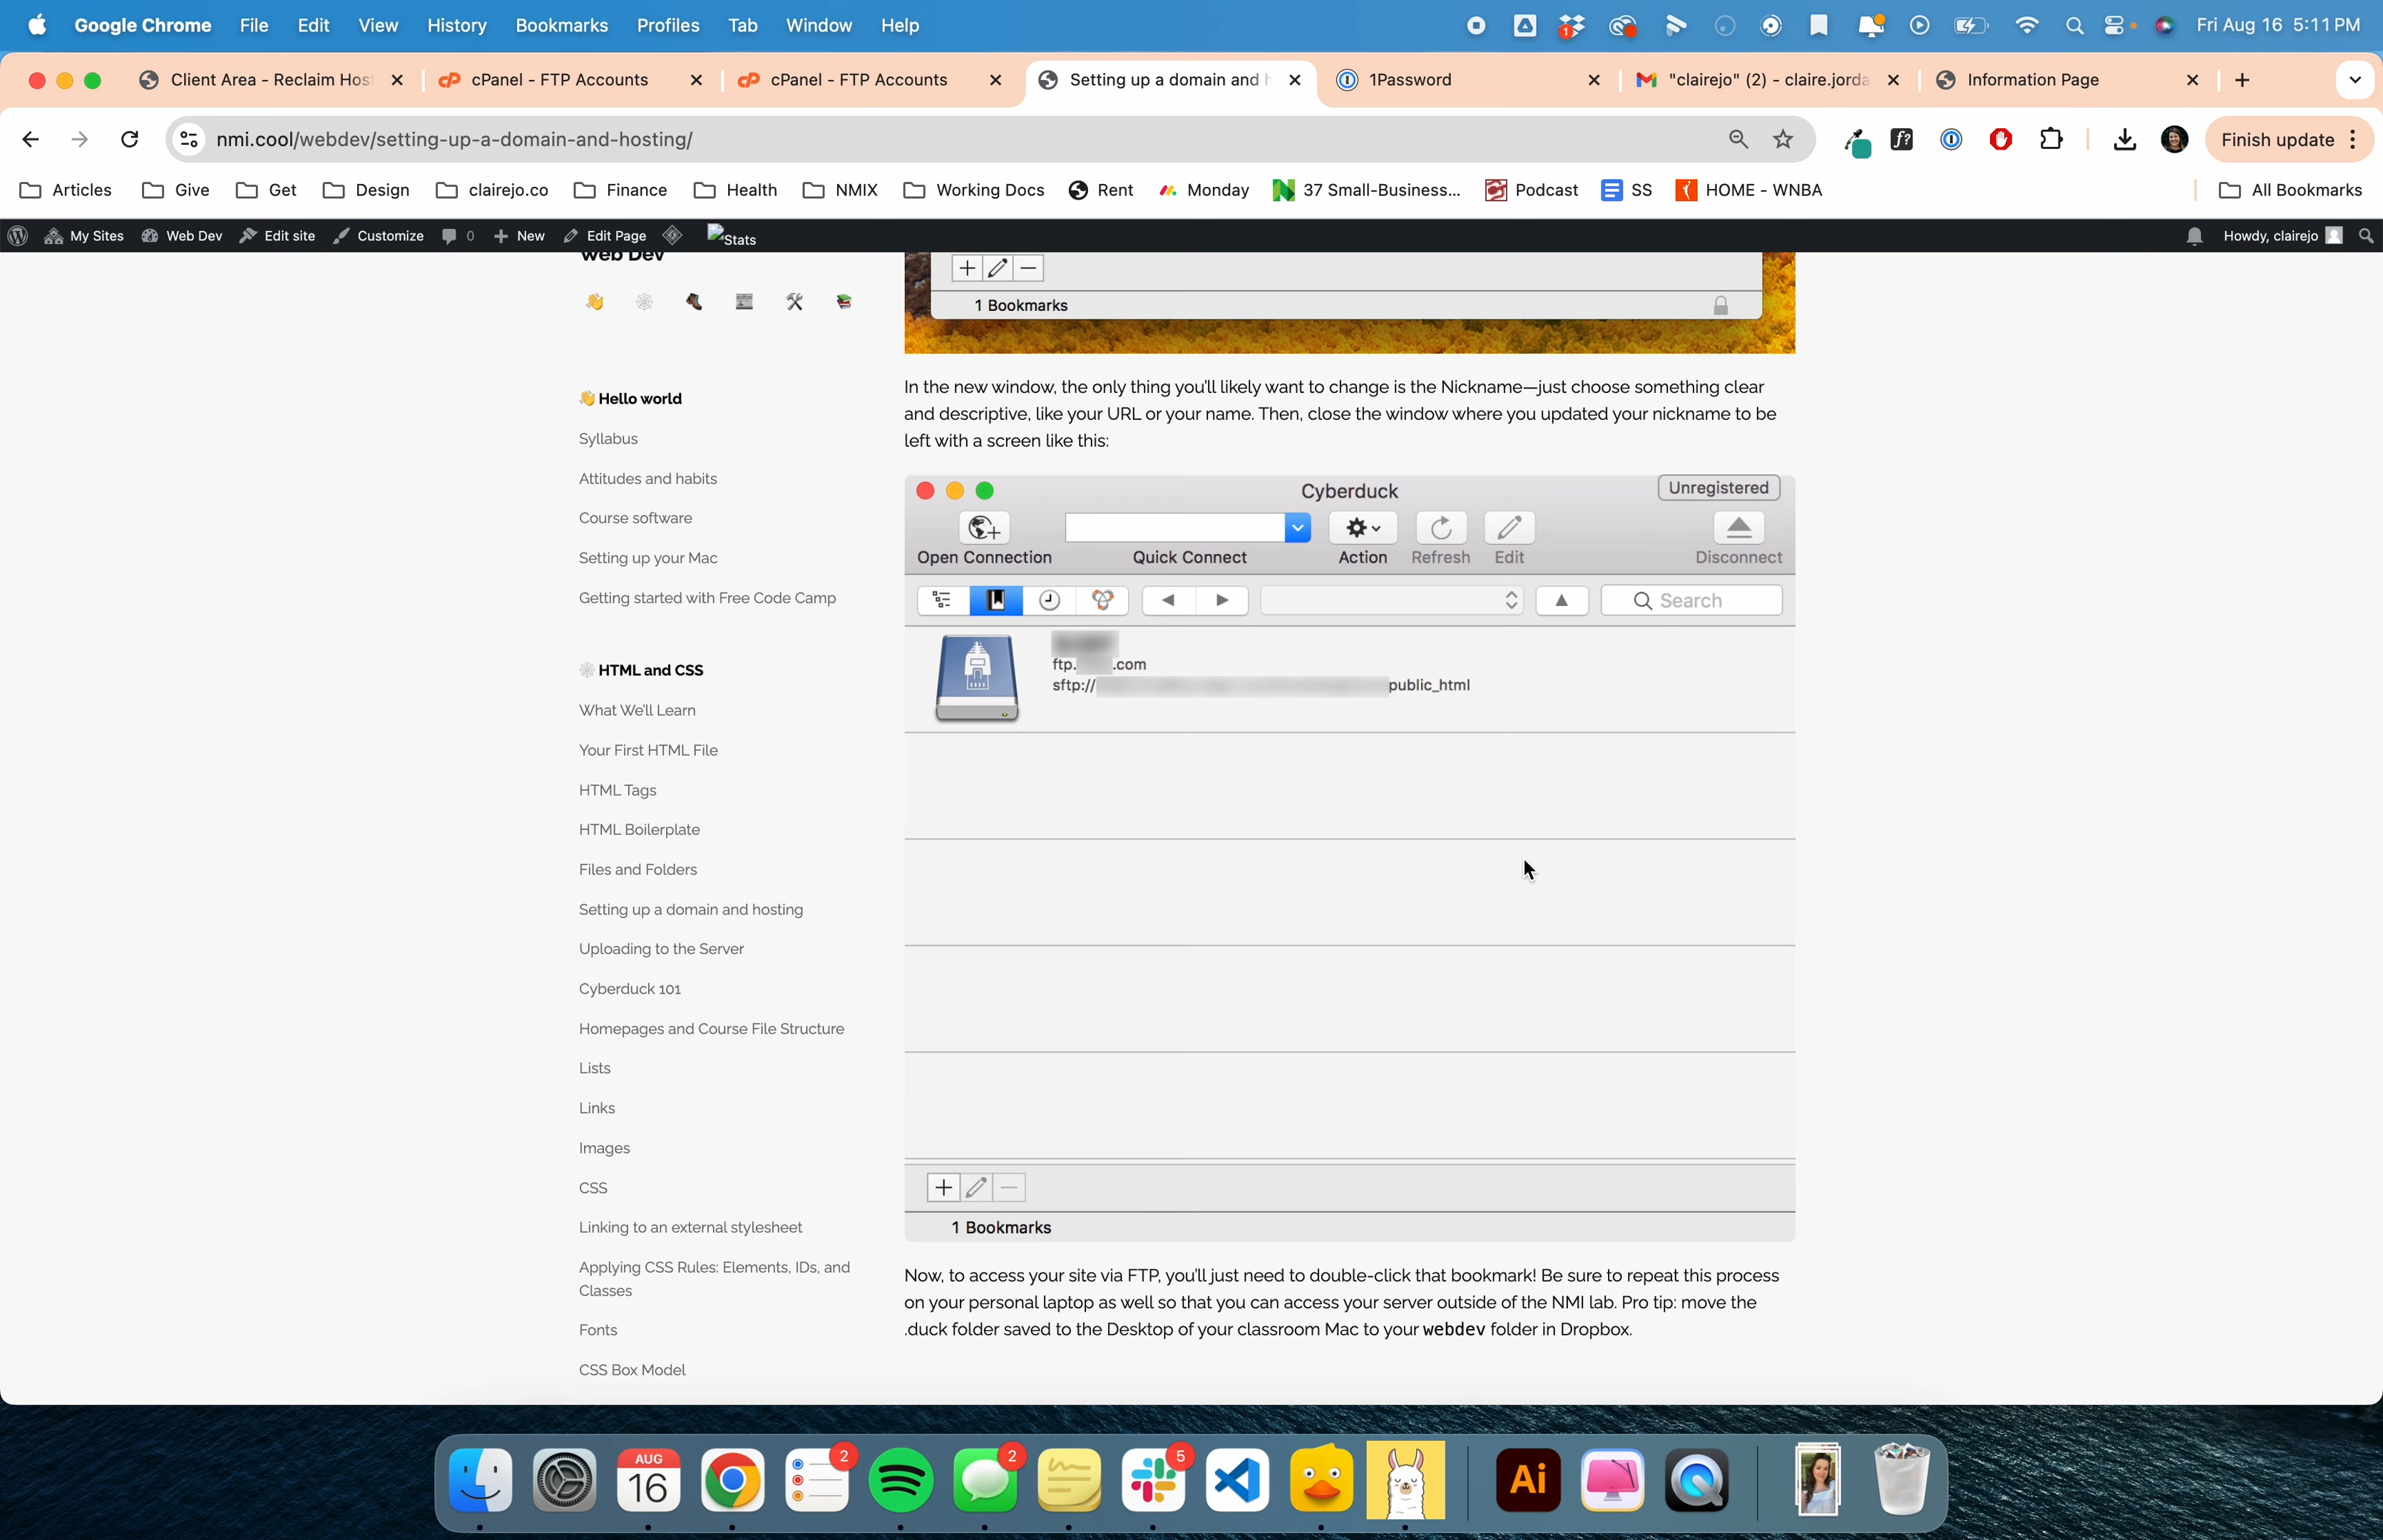 Google Chrome File Edit View History Bookmarks Profiles Tab Window Help
1
Fri Aug 16 5:11 PM
Client Area - Reclaim Hos
cPanel - FTP Accounts
cPanel - FTP Accounts
Setting up a domain and h
1Password
"clairejo" (2) - claire.jorda
Information Page
nmi.cool/webdev/setting-up-a-domain-and-hosting/
f?
Finish update
Articles Give Get Design clairejo.co Finance Health NMIX Working Docs Rent Monday 37 Small-Business... Podcast SS HOME - WNBA All Bookmarks
My Sites Web Dev Edit site Customize 0 New Edit Page Stats Howdy, clairejo
Web Dev
Hello world
Syllabus
Attitudes and habits
Course software
Setting up your Mac
Getting started with Free Code Camp
HTML and CSS
What We'll Learn
Your First HTML File
HTML Tags
HTML Boilerplate
Files and Folders
Setting up a domain and hosting
Uploading to the Server
Cyberduck 101
Homepages and Course File Structure
Lists
Links
Images
CSS
Linking to an external stylesheet
Applying CSS Rules: Elements, IDs, and
Classes
Fonts
CSS Box Model
1 Bookmarks
In the new window, the only thing you'll likely want to change is the Nickname—just choose something clear
and descriptive, like your URL or your name. Then, close the window where you updated your nickname to be
left with a screen like this:
Cyberduck
Unregistered
Open Connection Quick Connect Action Refresh Edit Disconnect
Search
ftp. .com
sftp:// public_html
1 Bookmarks
Now, to access your site via FTP, you'll just need to double-click that bookmark! Be sure to repeat this process
on your personal laptop as well so that you can access your server outside of the NMI lab. Pro tip: move the
.duck folder saved to the Desktop of your classroom Mac to your webdev folder in Dropbox.
AUG
16
2
2
5
Ai